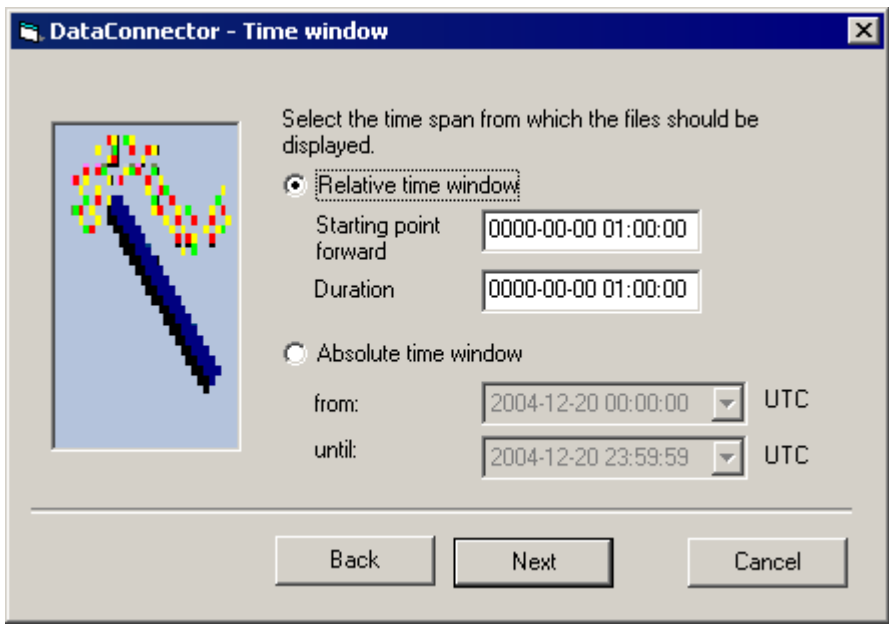 DataConnector - Time window
Select the time span from which the files should be
displayed.
Relative time window
Starting point
forward
0000-00-00 01:00:00
Duration
0000-00-00 01:00:00
Absolute time window
from:
2004-12-20 00:00:00
UTC
until:
2004-12-20 23:59:59
UTC
Back
Next
Cancel